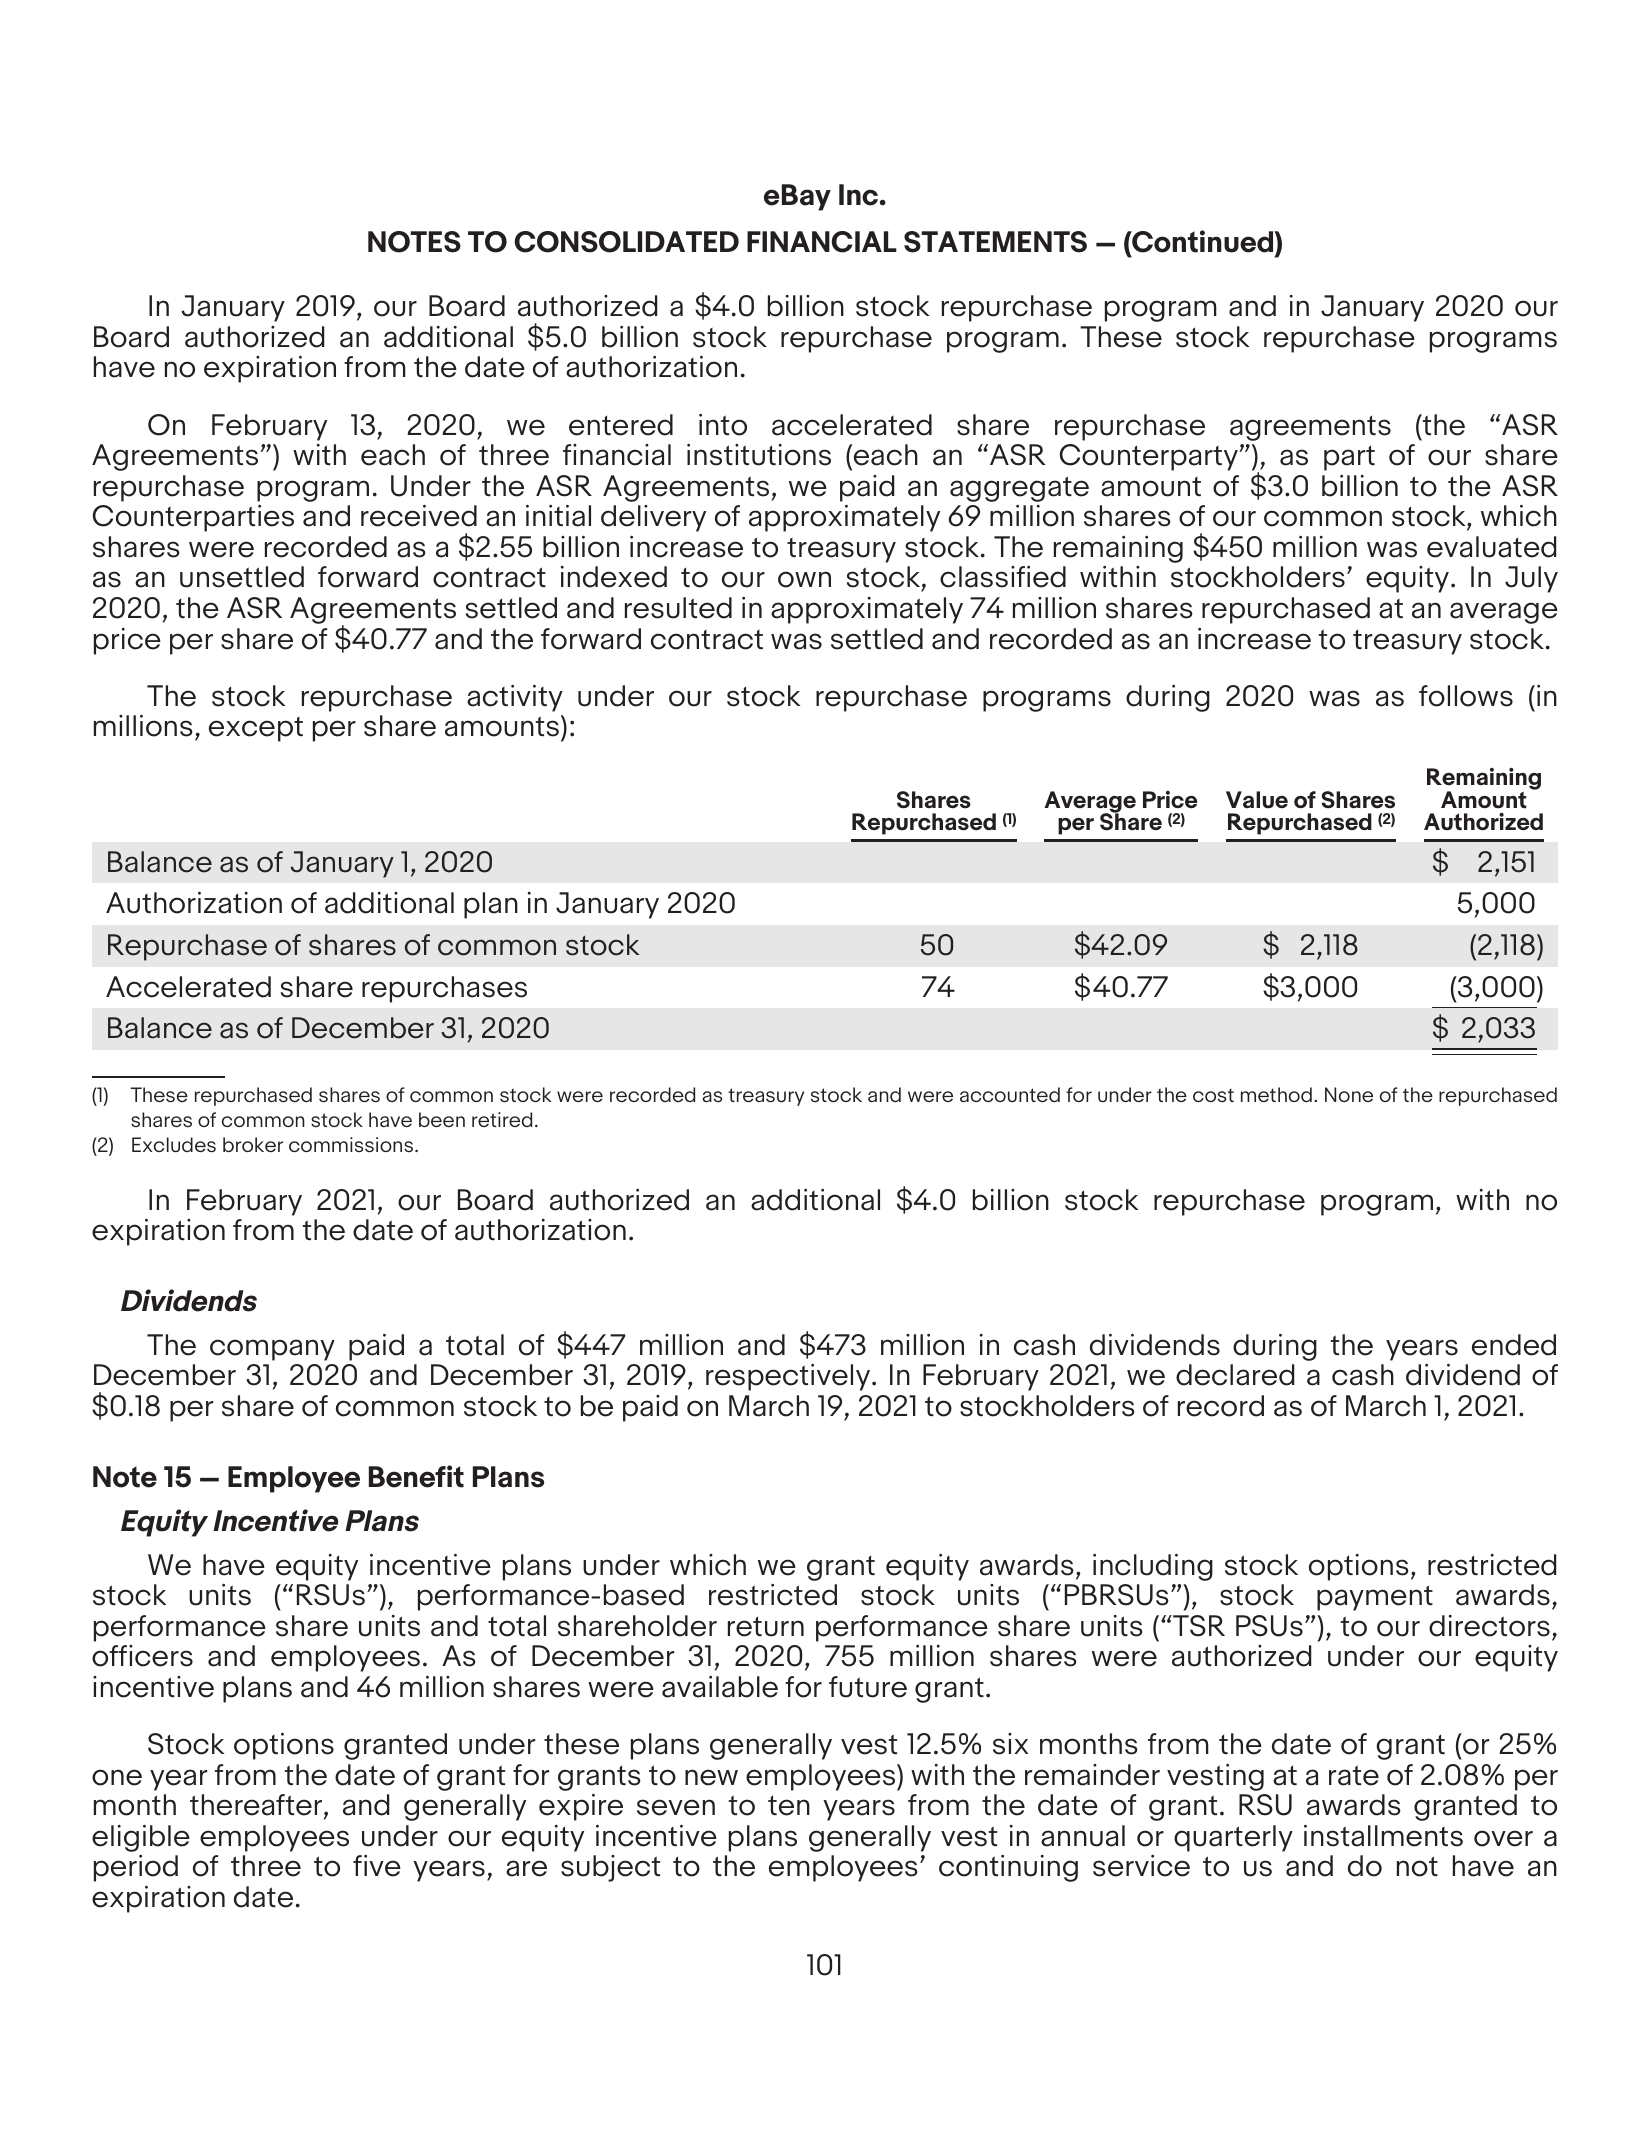 eBay Inc.
NOTES TO CONSOLIDATED FINANCIAL STATEMENTS — (Continued)
In January 2019, our Board authorized a $4.0 billion stock repurchase program and in January 2020 our
Board authorized an additional $5.0 billion stock repurchase program. These stock repurchase programs
have no expiration from the date of authorization.
On February 13, 2020, we entered into accelerated share repurchase agreements (the “ASR
Agreements”) with each of three financial institutions (each an “ASR Counterparty”), as part of our share
repurchase program. Under the ASR Agreements, we paid an aggregate amount of $3.0 billion to the ASR
Counterparties and received an initial delivery of approximately 69 million shares of our common stock, which
shares were recorded as a $2.55 billion increase to treasury stock. The remaining $450 million was evaluated
as an unsettled forward contract indexed to our own stock, classified within stockholders’ equity. In July
2020, the ASR Agreements settled and resulted in approximately 74 million shares repurchased at an average
price per share of $40.77 and the forward contract was settled and recorded as an increase to treasury stock.
The stock repurchase activity under our stock repurchase programs during 2020 was as follows (in
millions, except per share amounts):
Shares Repurchased (1) Average Price per Share (2) Value of Shares Repurchased (2) Remaining Amount Authorized
Balance as of January 1, 2020 $ 2,151
Authorization of additional plan in January 2020 5,000
Repurchase of shares of common stock 50 $42.09 $ 2,118 (2,118)
Accelerated share repurchases 74 $40.77 $3,000 (3,000)
Balance as of December 31, 2020 $ 2,033
(1) These repurchased shares of common stock were recorded as treasury stock and were accounted for under the cost method. None of the repurchased
shares of common stock have been retired.
(2) Excludes broker commissions.
In February 2021, our Board authorized an additional $4.0 billion stock repurchase program, with no
expiration from the date of authorization.
Dividends
The company paid a total of $447 million and $473 million in cash dividends during the years ended
December 31, 2020 and December 31, 2019, respectively. In February 2021, we declared a cash dividend of
$0.18 per share of common stock to be paid on March 19, 2021 to stockholders of record as of March 1, 2021.
Note 15 — Employee Benefit Plans
Equity Incentive Plans
We have equity incentive plans under which we grant equity awards, including stock options, restricted
stock units (“RSUs”), performance-based restricted stock units (“PBRSUs”), stock payment awards,
performance share units and total shareholder return performance share units (“TSR PSUs”), to our directors,
officers and employees. As of December 31, 2020, 755 million shares were authorized under our equity
incentive plans and 46 million shares were available for future grant.
Stock options granted under these plans generally vest 12.5% six months from the date of grant (or 25%
one year from the date of grant for grants to new employees) with the remainder vesting at a rate of 2.08% per
month thereafter, and generally expire seven to ten years from the date of grant. RSU awards granted to
eligible employees under our equity incentive plans generally vest in annual or quarterly installments over a
period of three to five years, are subject to the employees’ continuing service to us and do not have an
expiration date.
101